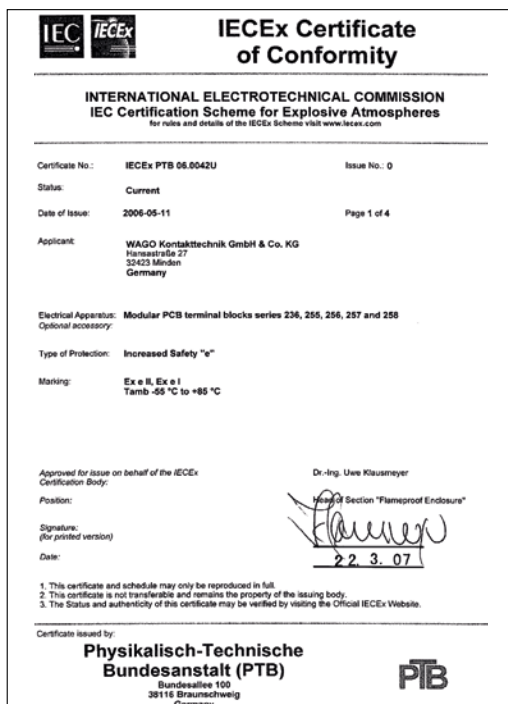 IEC IECEx
IECEx Certificate
of Conformity
INTERNATIONAL ELECTROTECHNICAL COMMISSION
IEC Certification Scheme for Explosive Atmospheres
for rules and details of the IECEx Scheme visit www.iecex.com
Certificate No.: IECEx PTB 06.0042U Issue No.: 0
Status: Current
Date of Issue: 2006-05-11 Page 1 of 4
Applicant: WAGO Kontakttechnik GmbH & Co. KG
Hansastraße 27
32423 Minden
Germany
Electrical Apparatus: Modular PCB terminal blocks series 236, 255, 256, 257 and 258
Optional accessory:
Type of Protection: Increased Safety "e"
Marking: Ex e II, Ex e I
Tamb -55 °C to +85 °C
Approved for issue on behalf of the IECEx Dr.-Ing. Uwe Klausmeyer
Certification Body:
Position: Head of Section "Flameproof Enclosure"
Signature:
(for printed version)
Date: 22. 3. 07
1. This certificate and schedule may only be reproduced in full.
2. This certificate is not transferable and remains the property of the issuing body.
3. The Status and authenticity of this certificate may be verified by visiting the Official IECEx Website.
Certificate issued by:
Physikalisch-Technische
Bundesanstalt (PTB)
Bundesallee 100
38116 Braunschweig
Germany
PTB